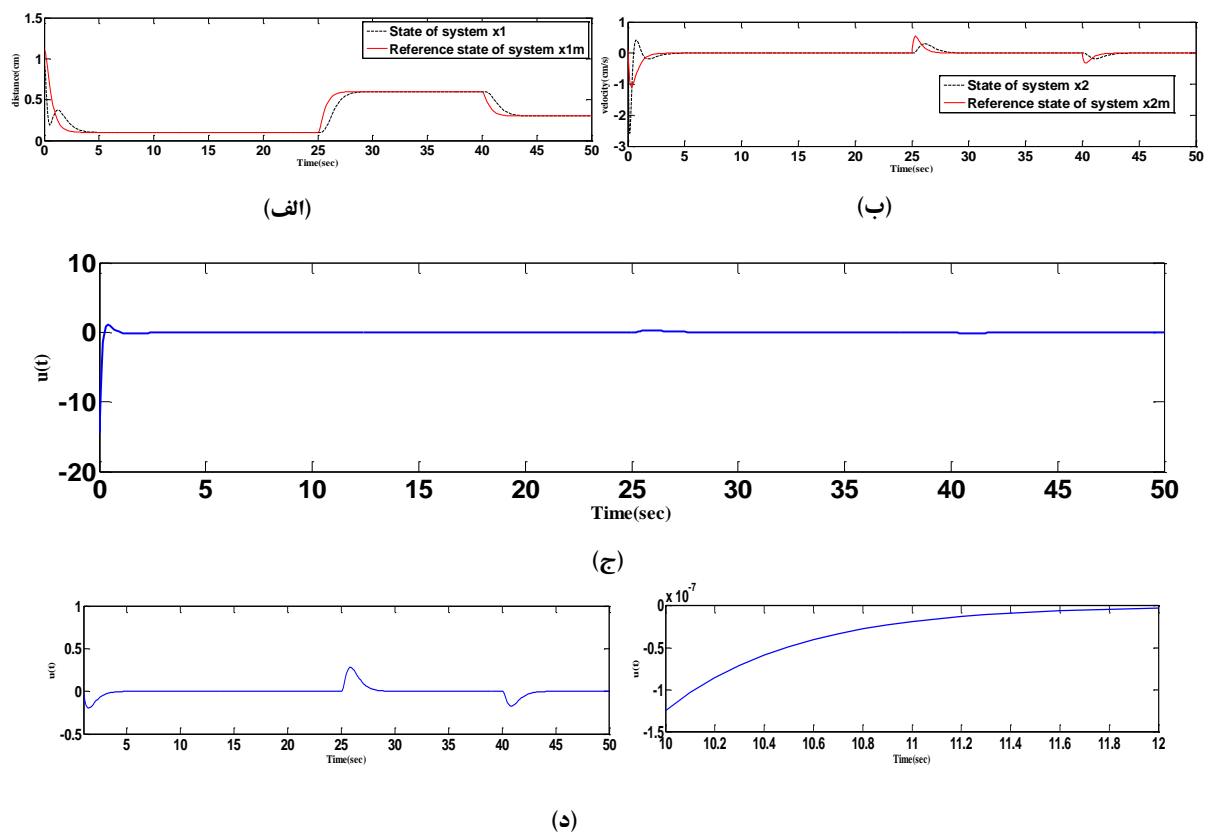 State of system x1
Reference state of system x1m
distance(cm)
1.5
1
0.5
0
0 5 10 15 20 25 30 35 40 45 50
Time(sec)
(الف)
State of system x2
Reference state of system x2m
velocity(cm/s)
1
0
-1
-2
-3
0 5 10 15 20 25 30 35 40 45 50
Time(sec)
(ب)
u(t)
10
0
-10
-20
0 5 10 15 20 25 30 35 40 45 50
Time(sec)
(ج)
u(t)
1
0.5
0
-0.5
5 10 15 20 25 30 35 40 45 50
Time(sec)
x 10^-7
u(t)
0
-0.5
-1
-1.5
10 10.2 10.4 10.6 10.8 11 11.2 11.4 11.6 11.8 12
Time(sec)
(د)